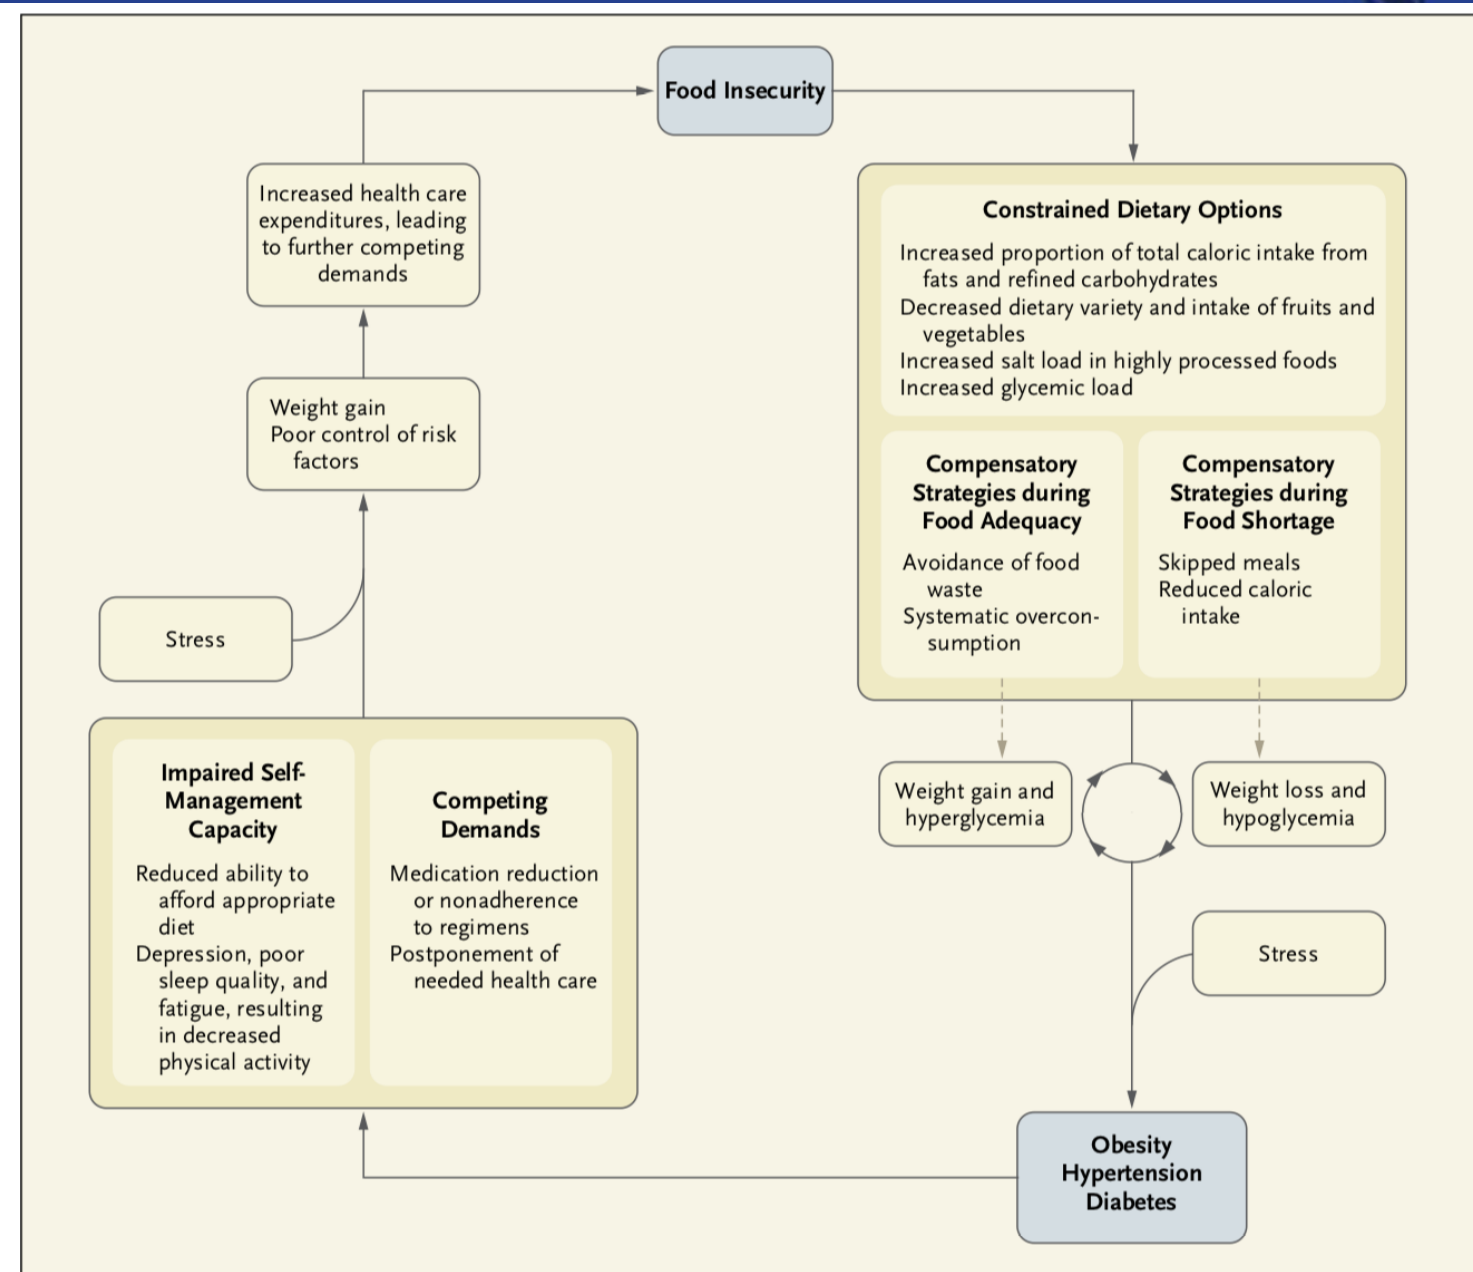 Food Insecurity
Increased health care
expenditures, leading
to further competing
demands
Weight gain
Poor control of risk
factors
Stress
Impaired Self-
Management
Capacity
Reduced ability to
afford appropriate
diet
Depression, poor
sleep quality, and
fatigue, resulting
in decreased
physical activity
Competing
Demands
Medication reduction
or nonadherence
to regimens
Postponement of
needed health care
Constrained Dietary Options
Increased proportion of total caloric intake from
fats and refined carbohydrates
Decreased dietary variety and intake of fruits and
vegetables
Increased salt load in highly processed foods
Increased glycemic load
Compensatory
Strategies during
Food Adequacy
Avoidance of food
waste
Systematic overcon-
sumption
Compensatory
Strategies during
Food Shortage
Skipped meals
Reduced caloric
intake
Weight gain and
hyperglycemia
Weight loss and
hypoglycemia
Stress
Obesity
Hypertension
Diabetes